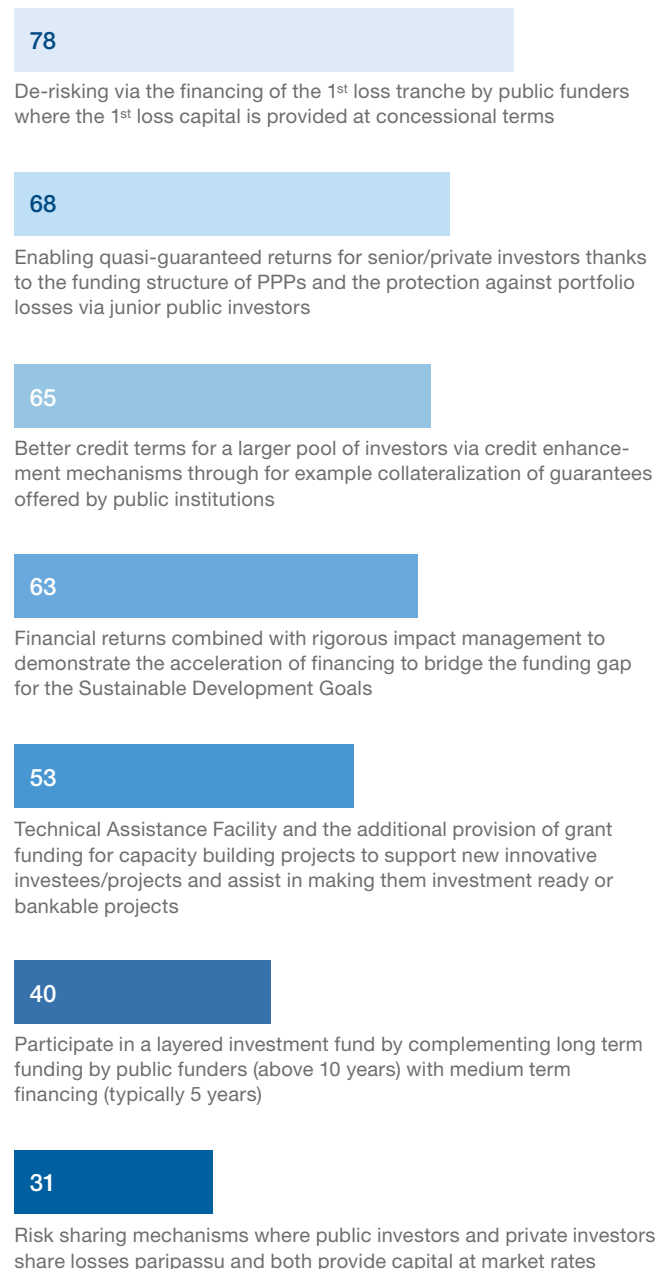 78
De-risking via the financing of the 1st loss tranche by public funders
where the 1st loss capital is provided at concessional terms
68
Enabling quasi-guaranteed returns for senior/private investors thanks
to the funding structure of PPPs and the protection against portfolio
losses via junior public investors
65
Better credit terms for a larger pool of investors via credit enhance-
ment mechanisms through for example collateralization of guarantees
offered by public institutions
63
Financial returns combined with rigorous impact management to
demonstrate the acceleration of financing to bridge the funding gap
for the Sustainable Development Goals
53
Technical Assistance Facility and the additional provision of grant
funding for capacity building projects to support new innovative
investees/projects and assist in making them investment ready or
bankable projects
40
Participate in a layered investment fund by complementing long term
funding by public funders (above 10 years) with medium term
financing (typically 5 years)
31
Risk sharing mechanisms where public investors and private investors
share losses paripassu and both provide capital at market rates